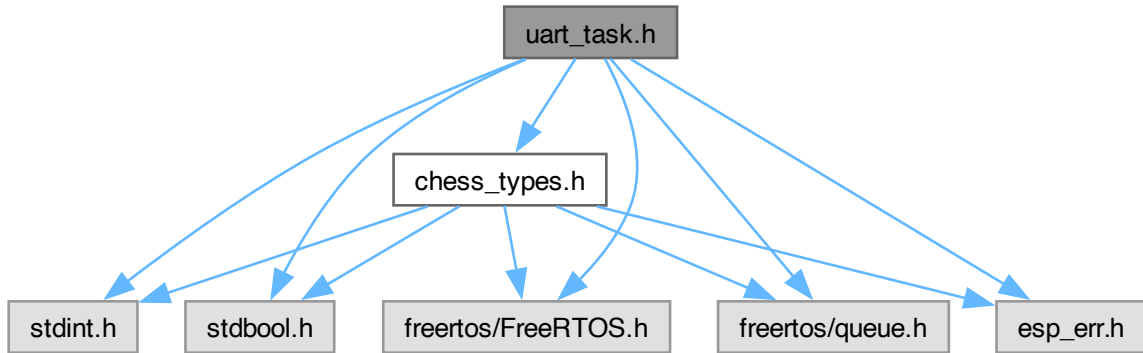 uart_task.h
chess_types.h
stdint.h
stdbool.h
freertos/FreeRTOS.h
freertos/queue.h
esp_err.h